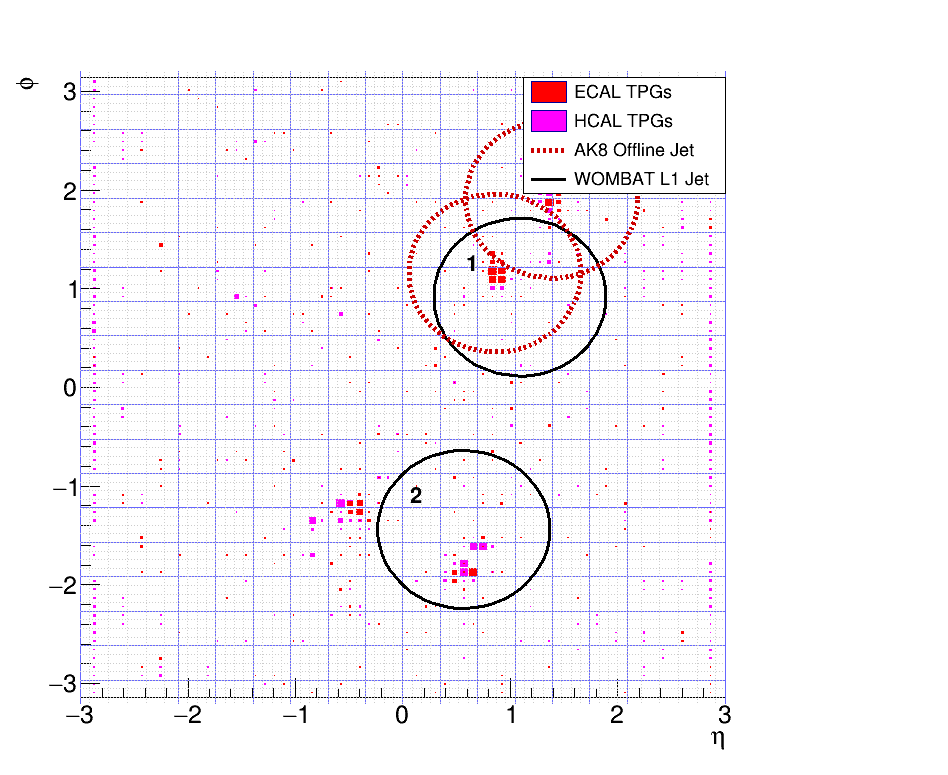 φ
3
2
1
0
−1
−2
−3
ECAL TPGs
HCAL TPGs
AK8 Offline Jet
WOMBAT L1 Jet
1
2
−3 −2 −1 0 1 2 3
η